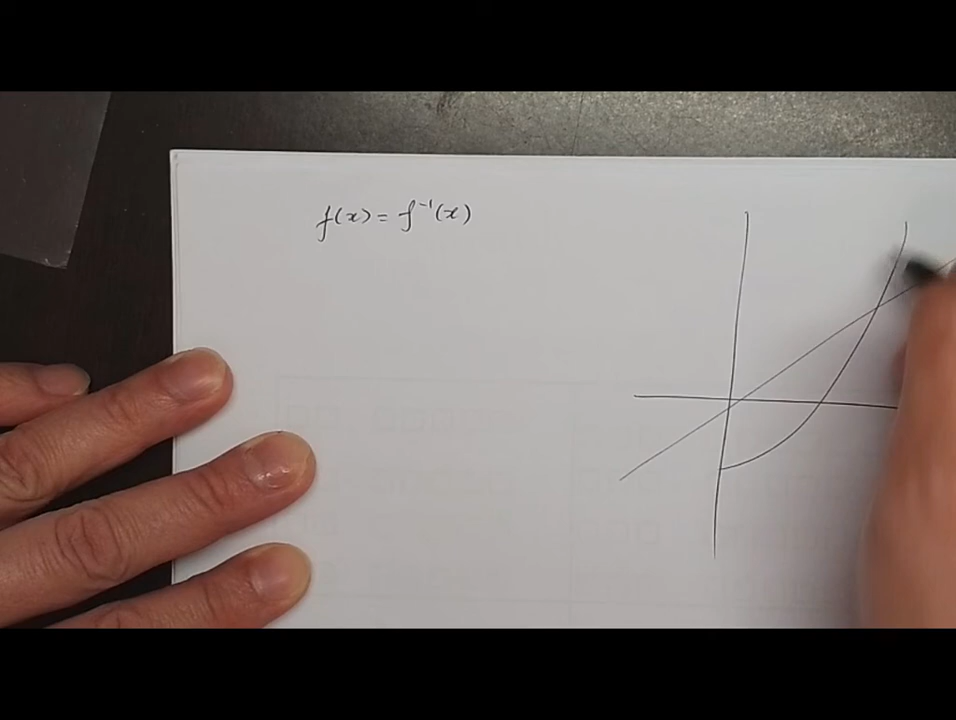 f(x) = f⁻¹(x)